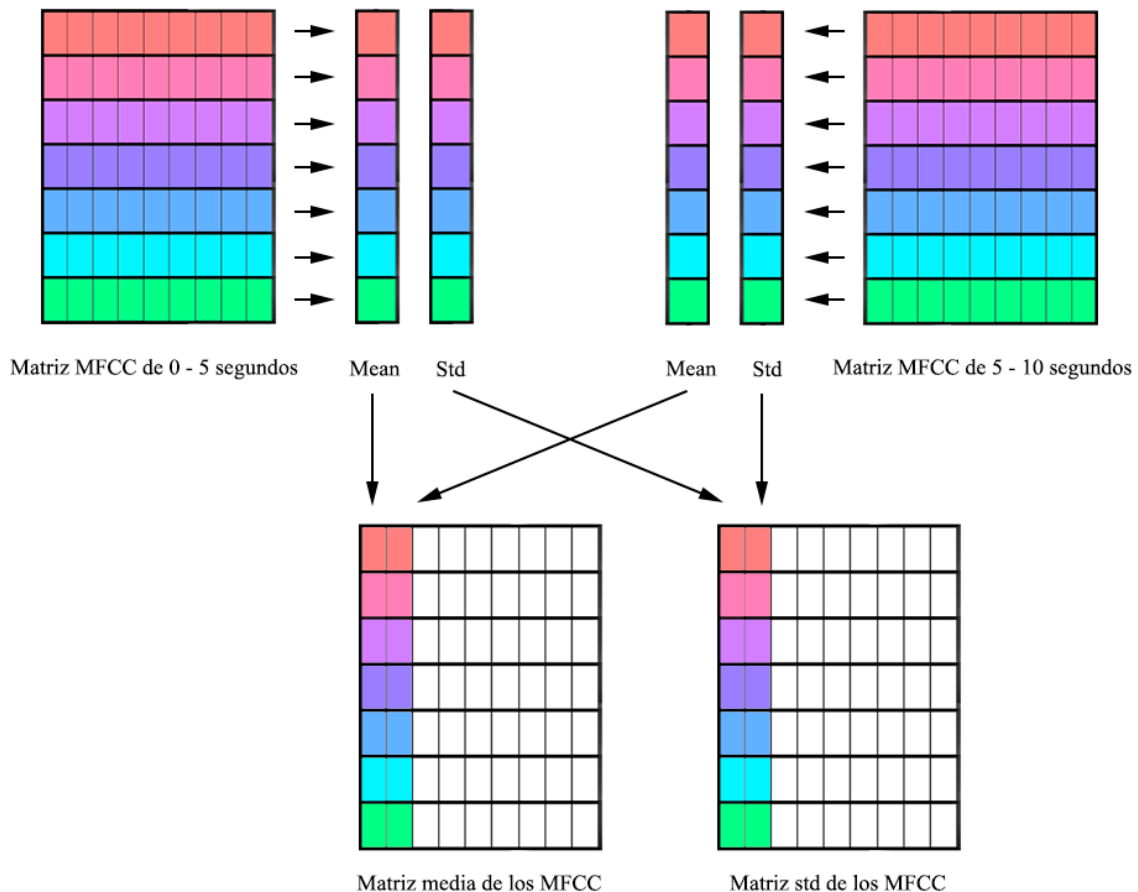 Matriz MFCC de 0 - 5 segundos
Mean
Std
Mean
Std
Matriz MFCC de 5 - 10 segundos
Matriz media de los MFCC
Matriz std de los MFCC